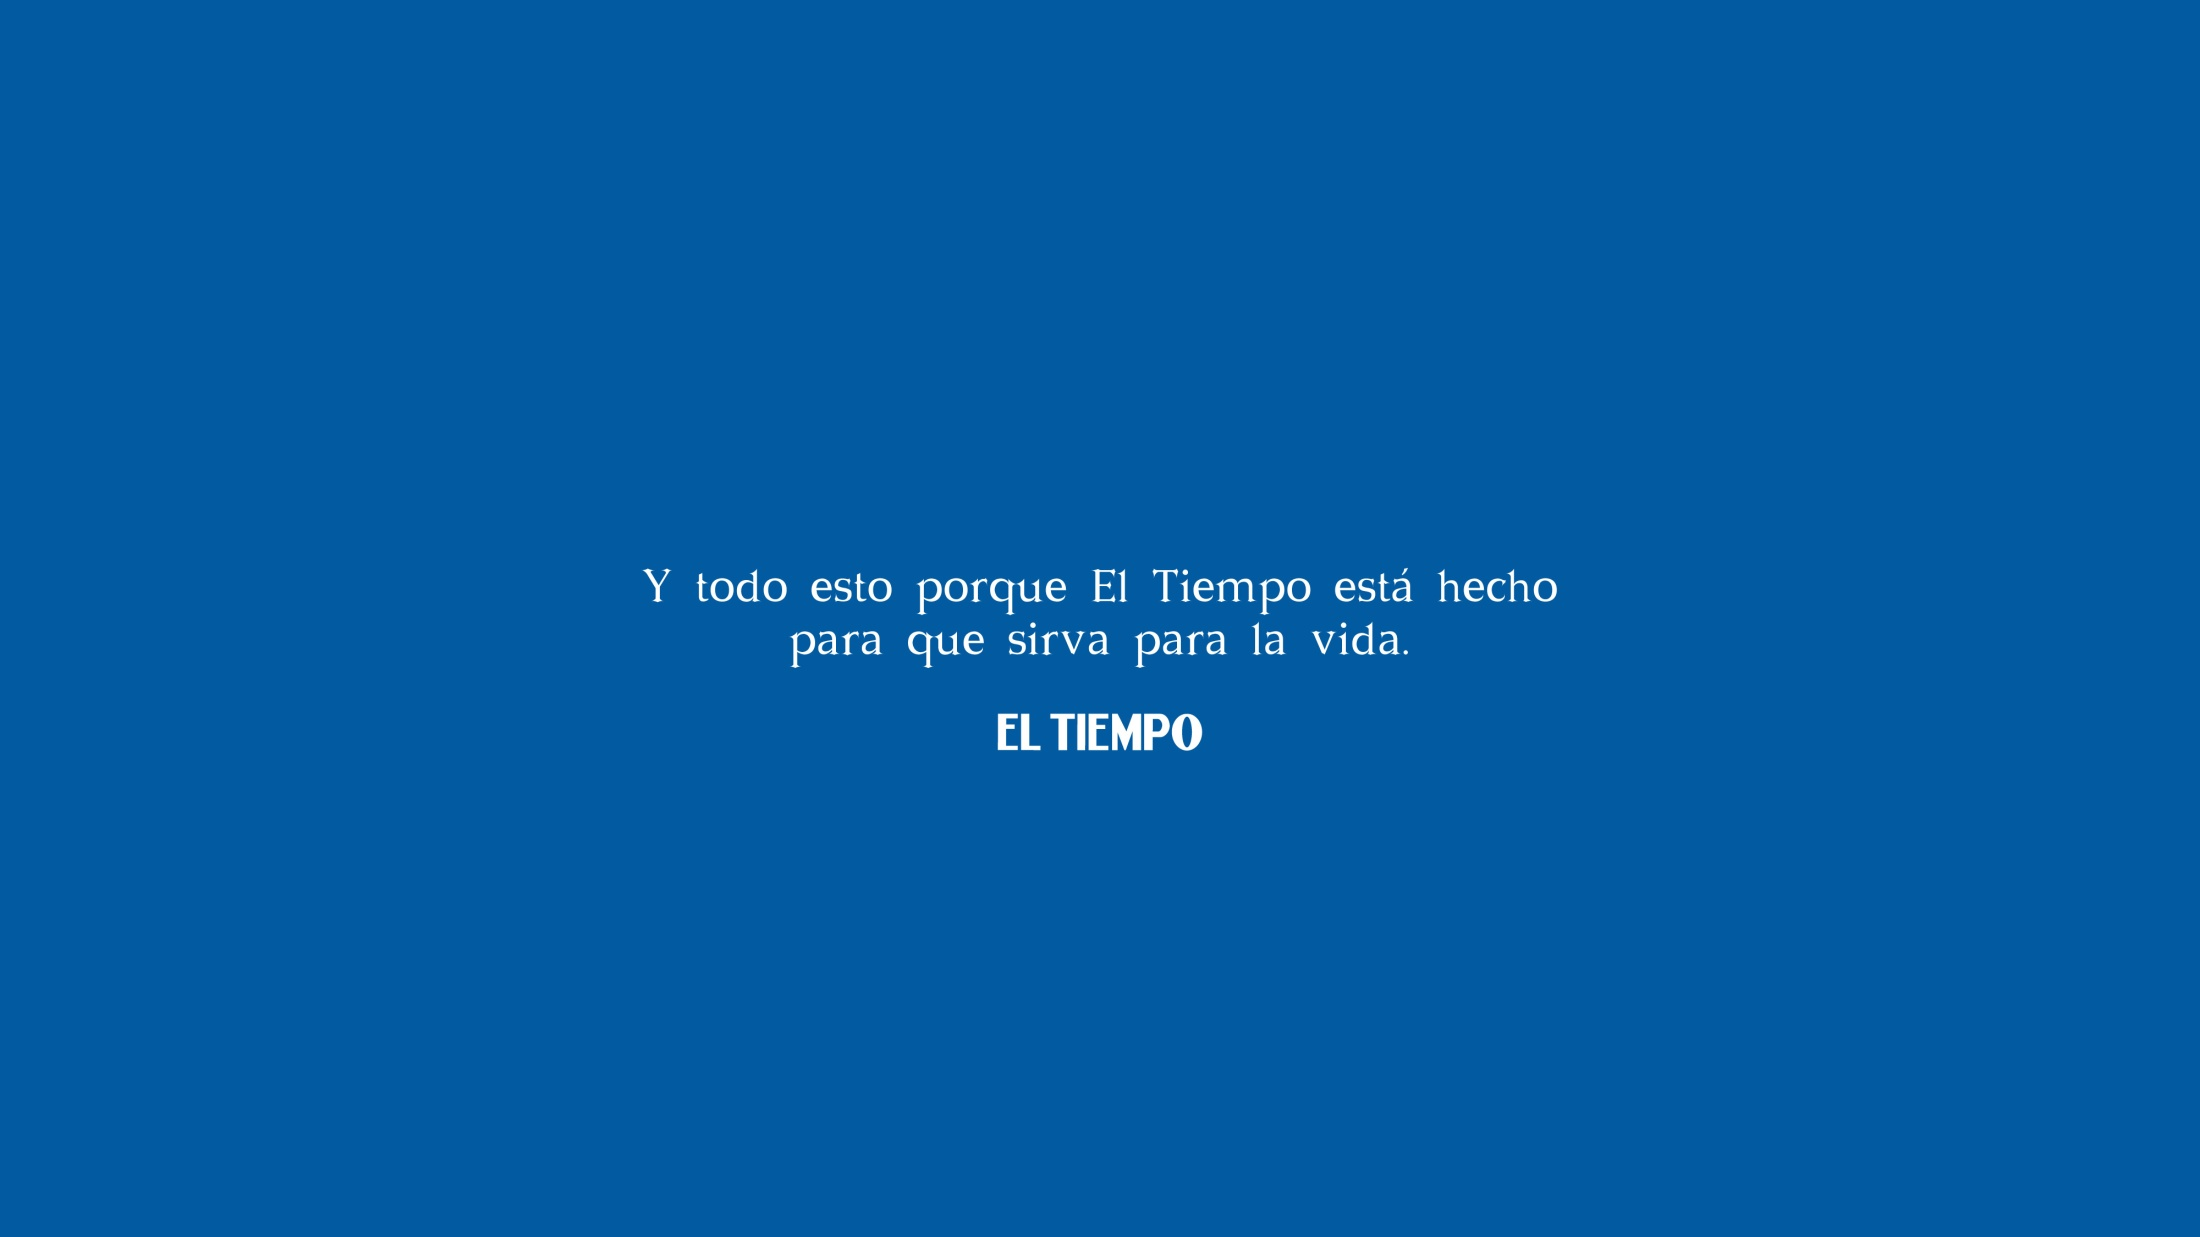 Y todo esto porque El Tiempo está hecho
para que sirva para la vida.
EL TIEMPO